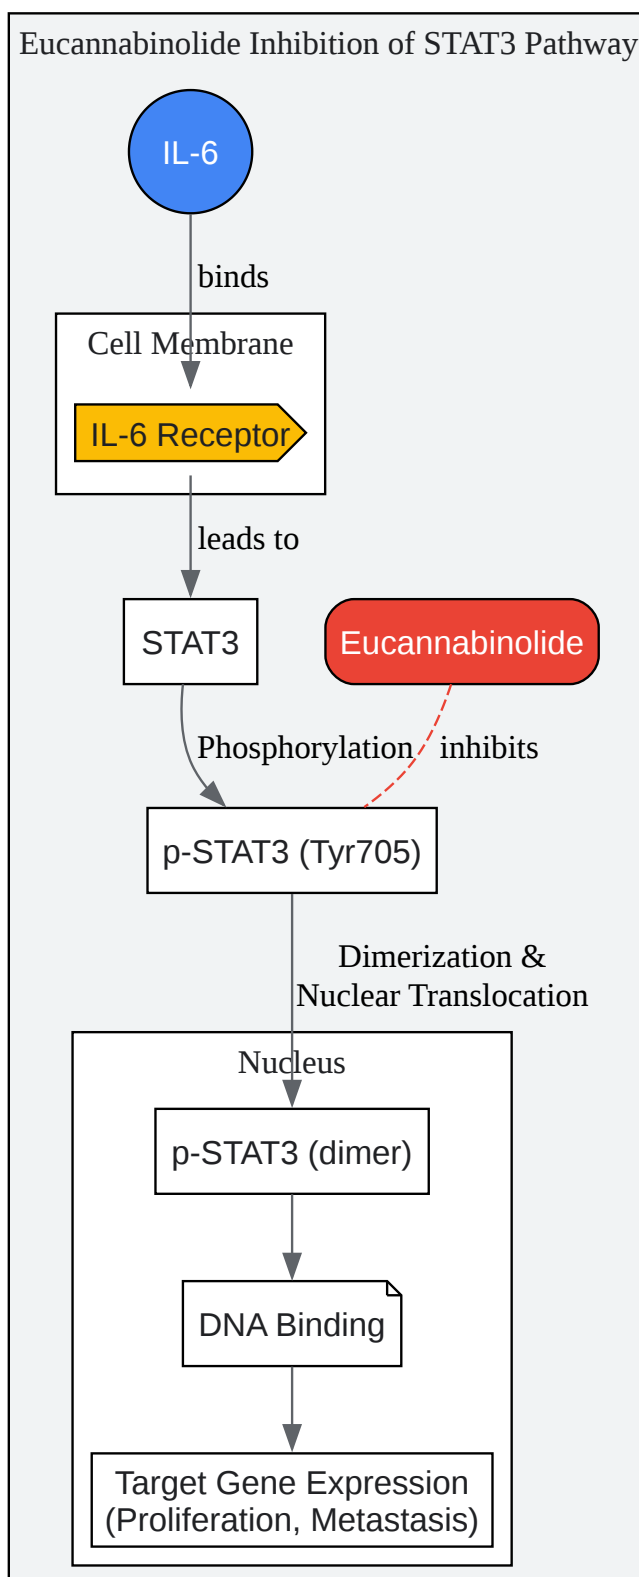 Eucannabinolide Inhibition of STAT3 Pathway
IL-6
binds
Cell Membrane
IL-6 Receptor
leads to
STAT3
Eucannabinolide
Phosphorylation
inhibits
p-STAT3 (Tyr705)
Dimerization &
Nuclear Translocation
Nucleus
p-STAT3 (dimer)
DNA Binding
Target Gene Expression
(Proliferation, Metastasis)